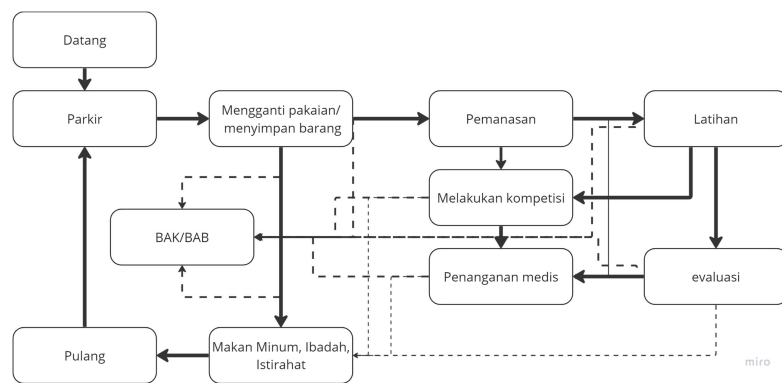 Datang
Parkir
Mengganti pakaian/
menyimpan barang
Pemanasan
Latihan
Melakukan kompetisi
BAK/BAB
Penanganan medis
evaluasi
Pulang
Makan Minum, Ibadah,
Istirahat
miro